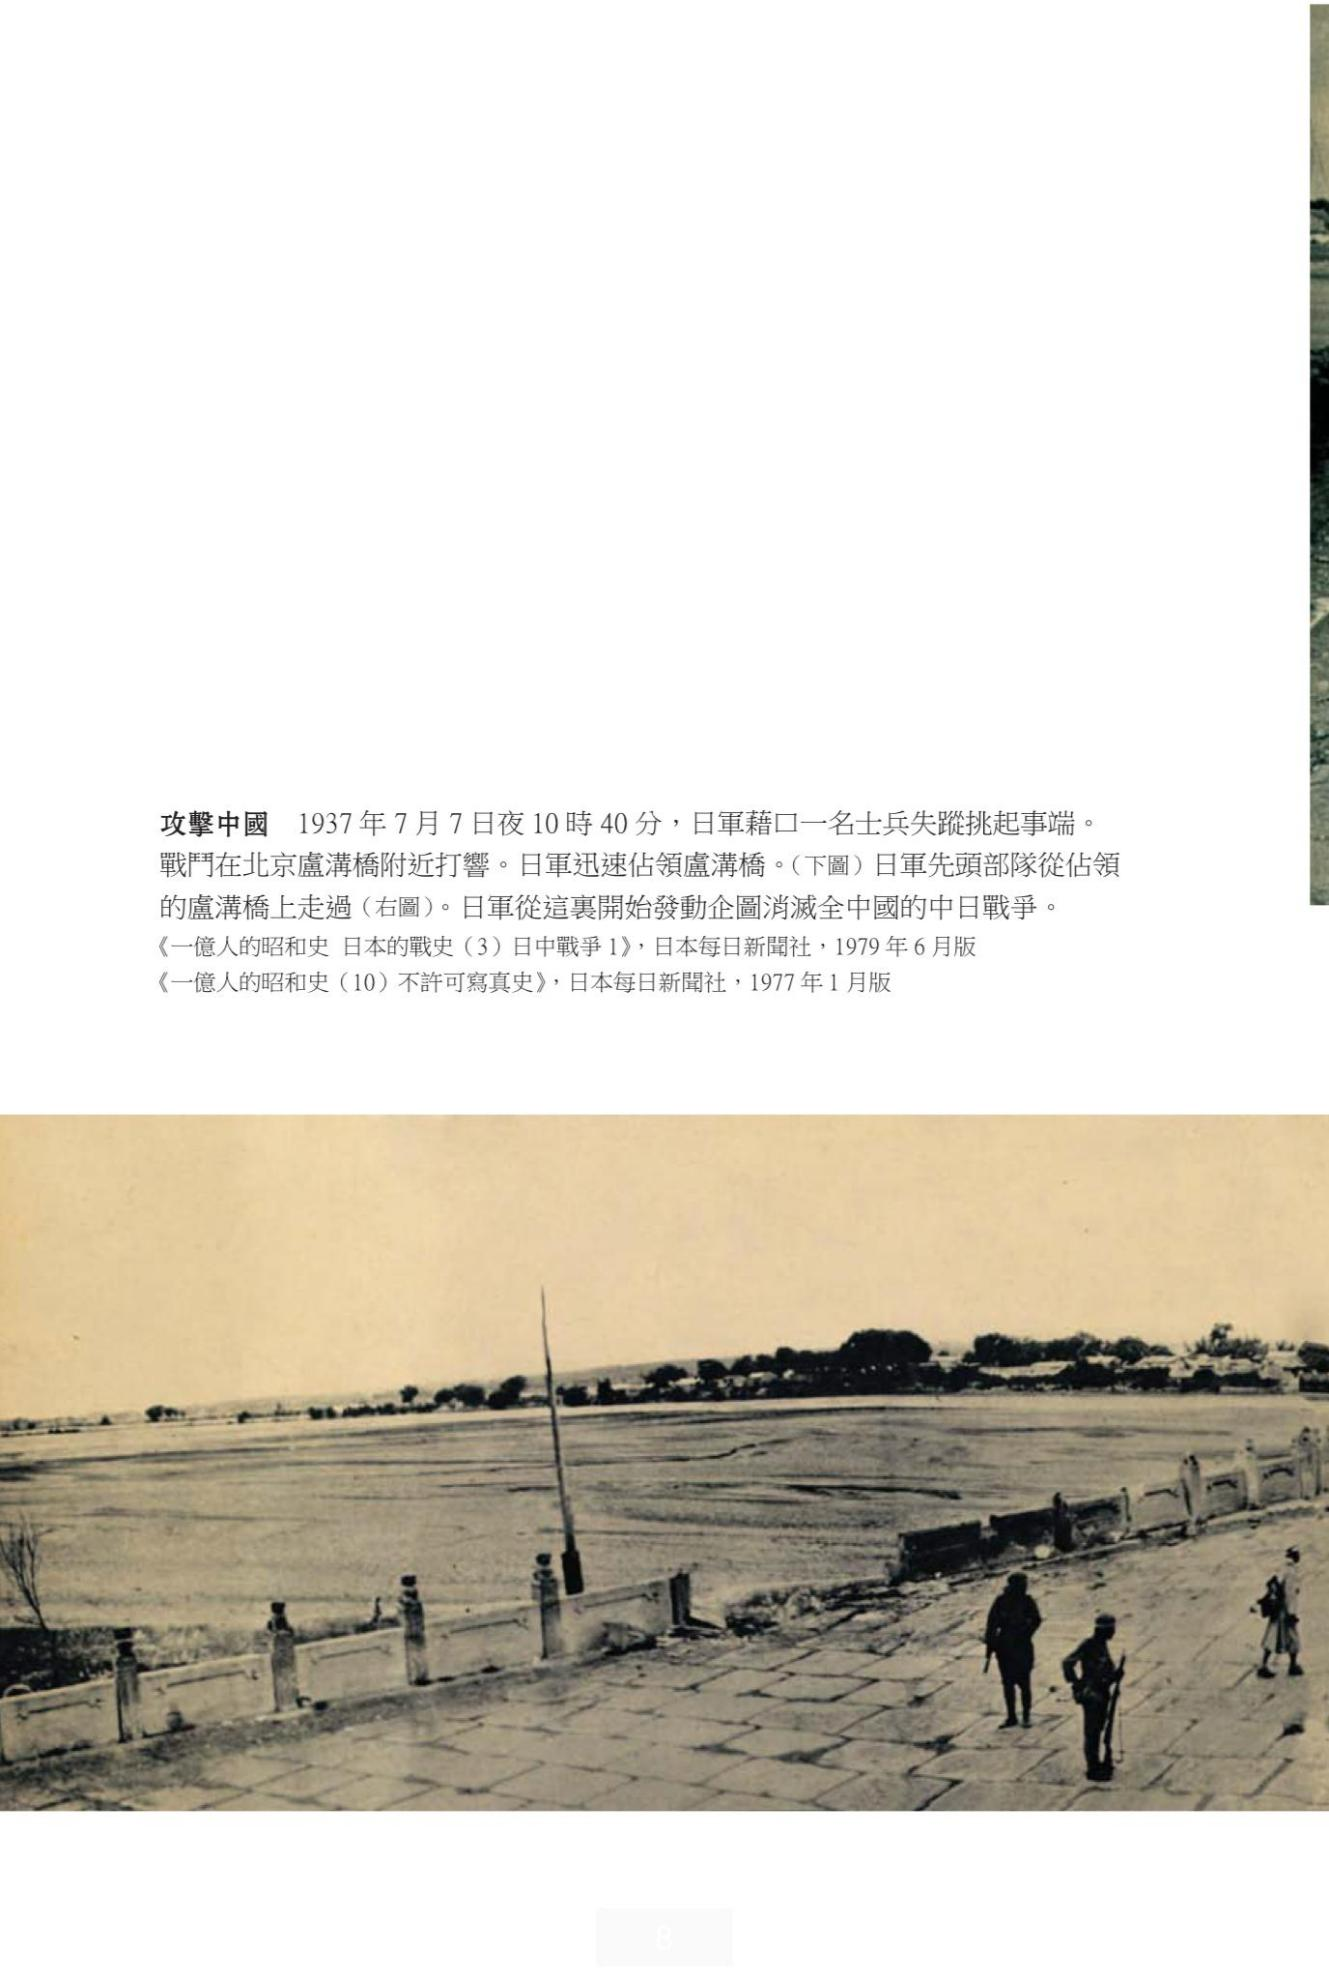 攻擊中國　1937 年 7 月 7 日夜 10 時 40 分，日軍藉口一名士兵失蹤挑起事端。
戰鬥在北京盧溝橋附近打響。日軍迅速佔領盧溝橋。（下圖）日軍先頭部隊從佔領
的盧溝橋上走過（右圖）。日軍從這裏開始發動企圖消滅全中國的中日戰爭。
《一億人的昭和史 日本的戰史（3）日中戰爭 1》，日本每日新聞社，1979 年 6 月版
《一億人的昭和史（10）不許可寫真史》，日本每日新聞社，1977 年 1 月版
8